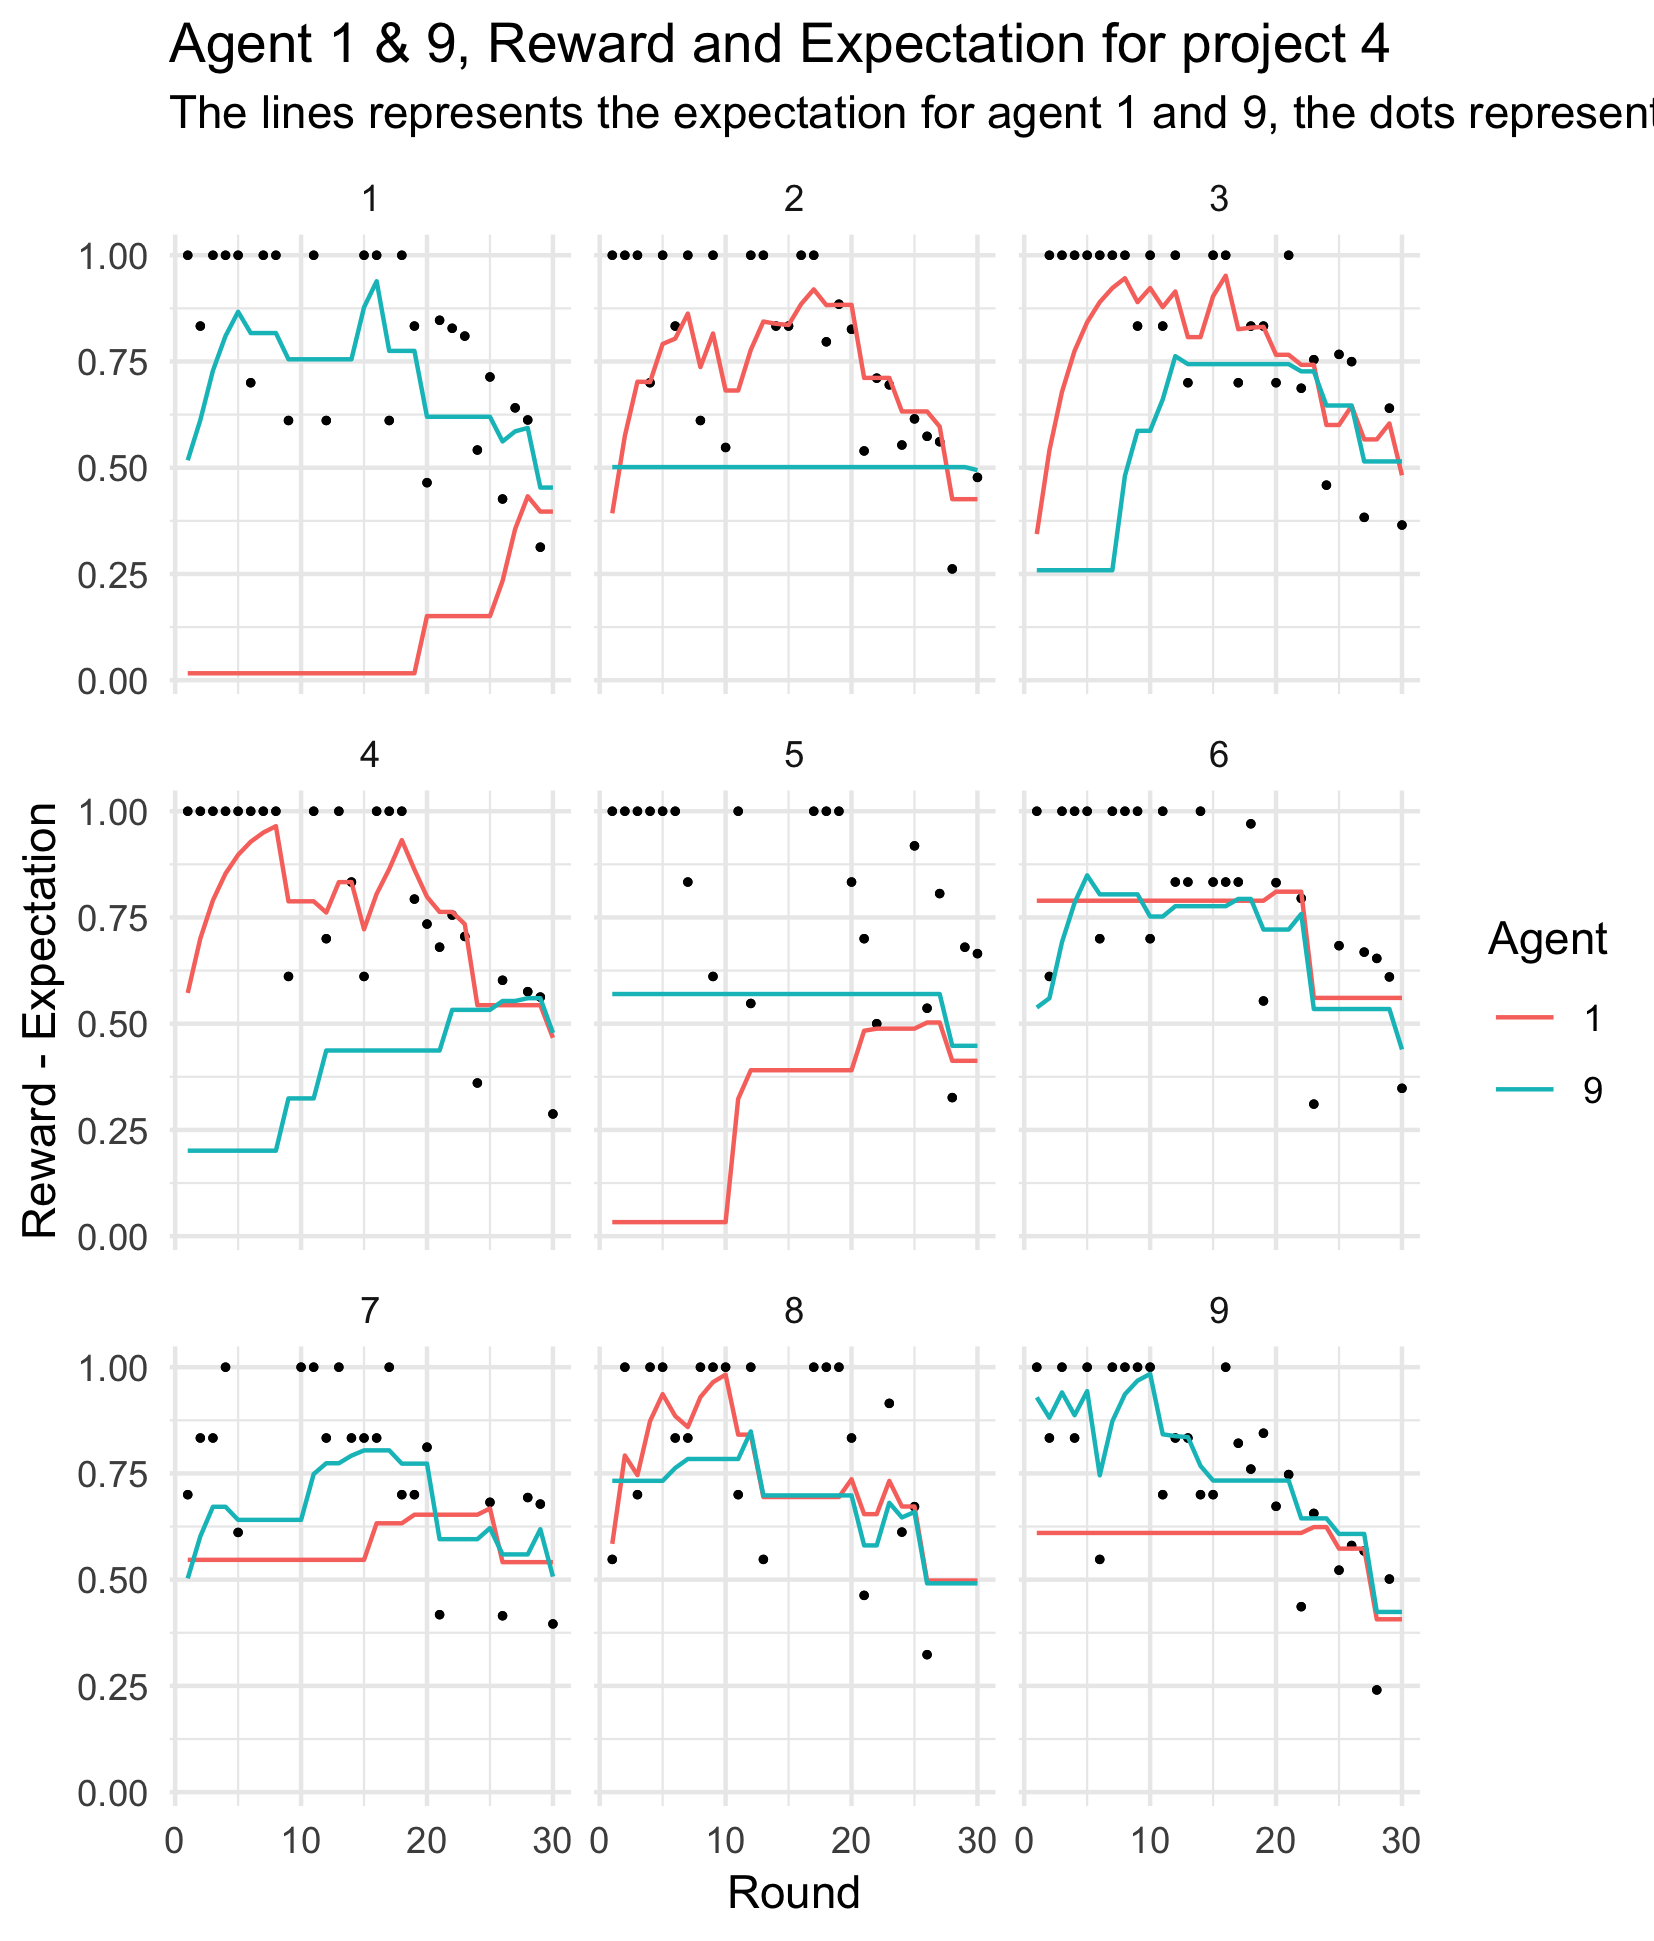 Agent 1 & 9, Reward and Expectation for project 4
The lines represents the expectation for agent 1 and 9, the dots represent
1 2 3
1.00
0.75
0.50
0.25
0.00
4 5 6
1.00
0.75
0.50
0.25
0.00
Reward - Expectation
Agent
1
9
7 8 9
1.00
0.75
0.50
0.25
0.00
0 10 20 30 0 10 20 30 0 10 20 30
Round